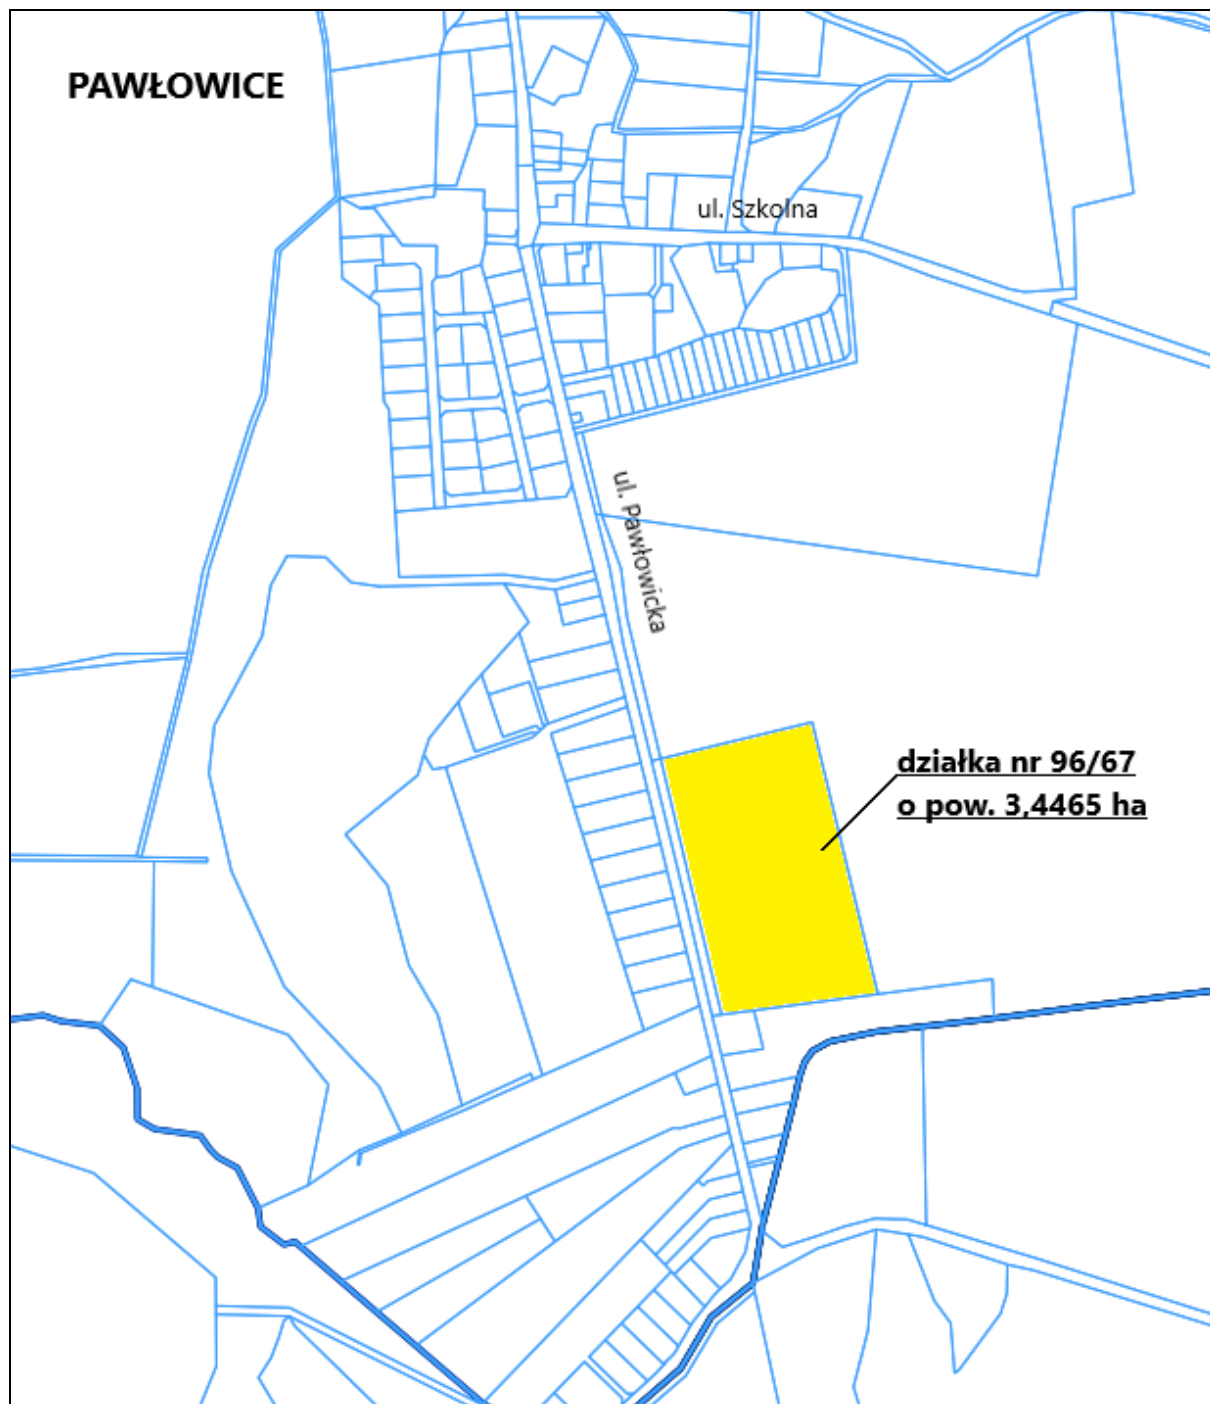 PAWŁOWICE
ul. Szkolna
ul. Pawłowicka
działka nr 96/67
o pow. 3,4465 ha